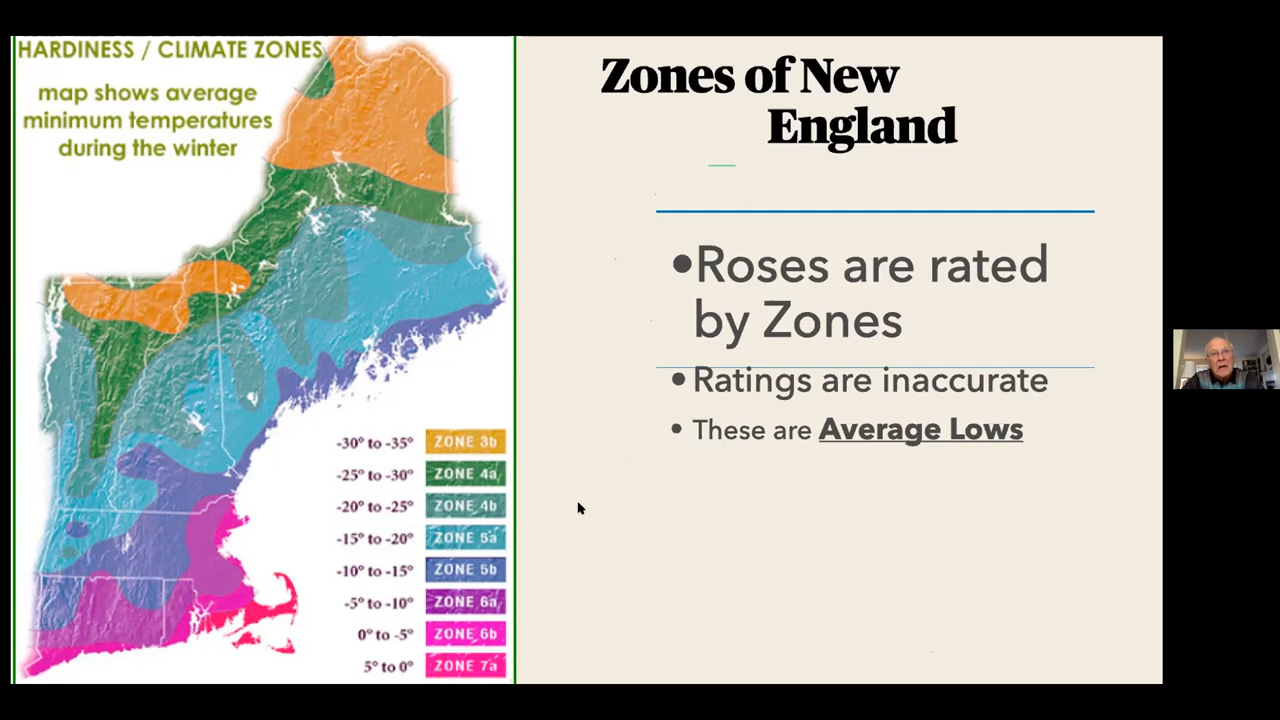 HARDINESS / CLIMATE ZONES
map shows average
minimum temperatures
during the winter
-30° to -35° ZONE 3b
-25° to -30° ZONE 4a
-20° to -25° ZONE 4b
-15° to -20° ZONE 5a
-10° to -15° ZONE 5b
-5° to -10° ZONE 6a
0° to -5° ZONE 6b
5° to 0° ZONE 7a
Zones of New
England
•Roses are rated
by Zones
• Ratings are inaccurate
• These are Average Lows